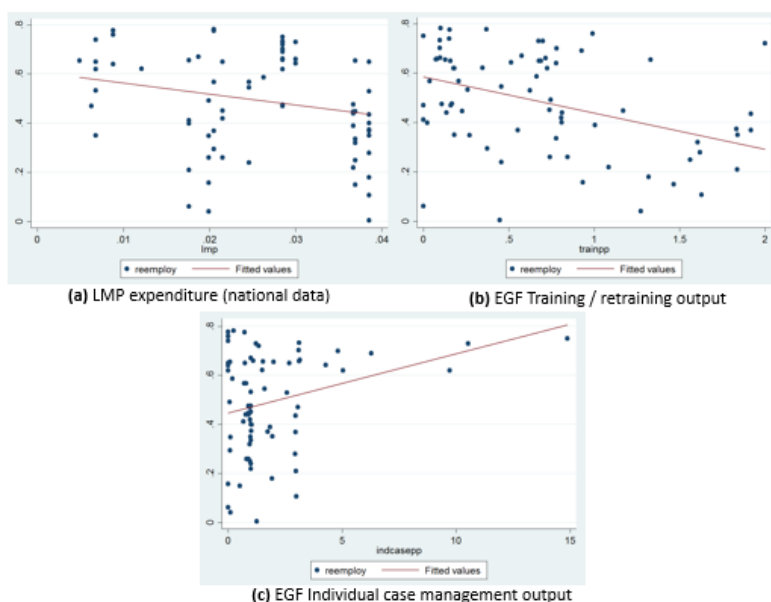 .8
.6
.4
.2
0
0 .01 .02 .03 .04
lmp
reemploy Fitted values
(a) LMP expenditure (national data)
.8
.6
.4
.2
0
0 .5 1 1.5 2
trainpp
reemploy Fitted values
(b) EGF Training / retraining output
.8
.6
.4
.2
0
0 5 10 15
indcasepp
reemploy Fitted values
(c) EGF Individual case management output